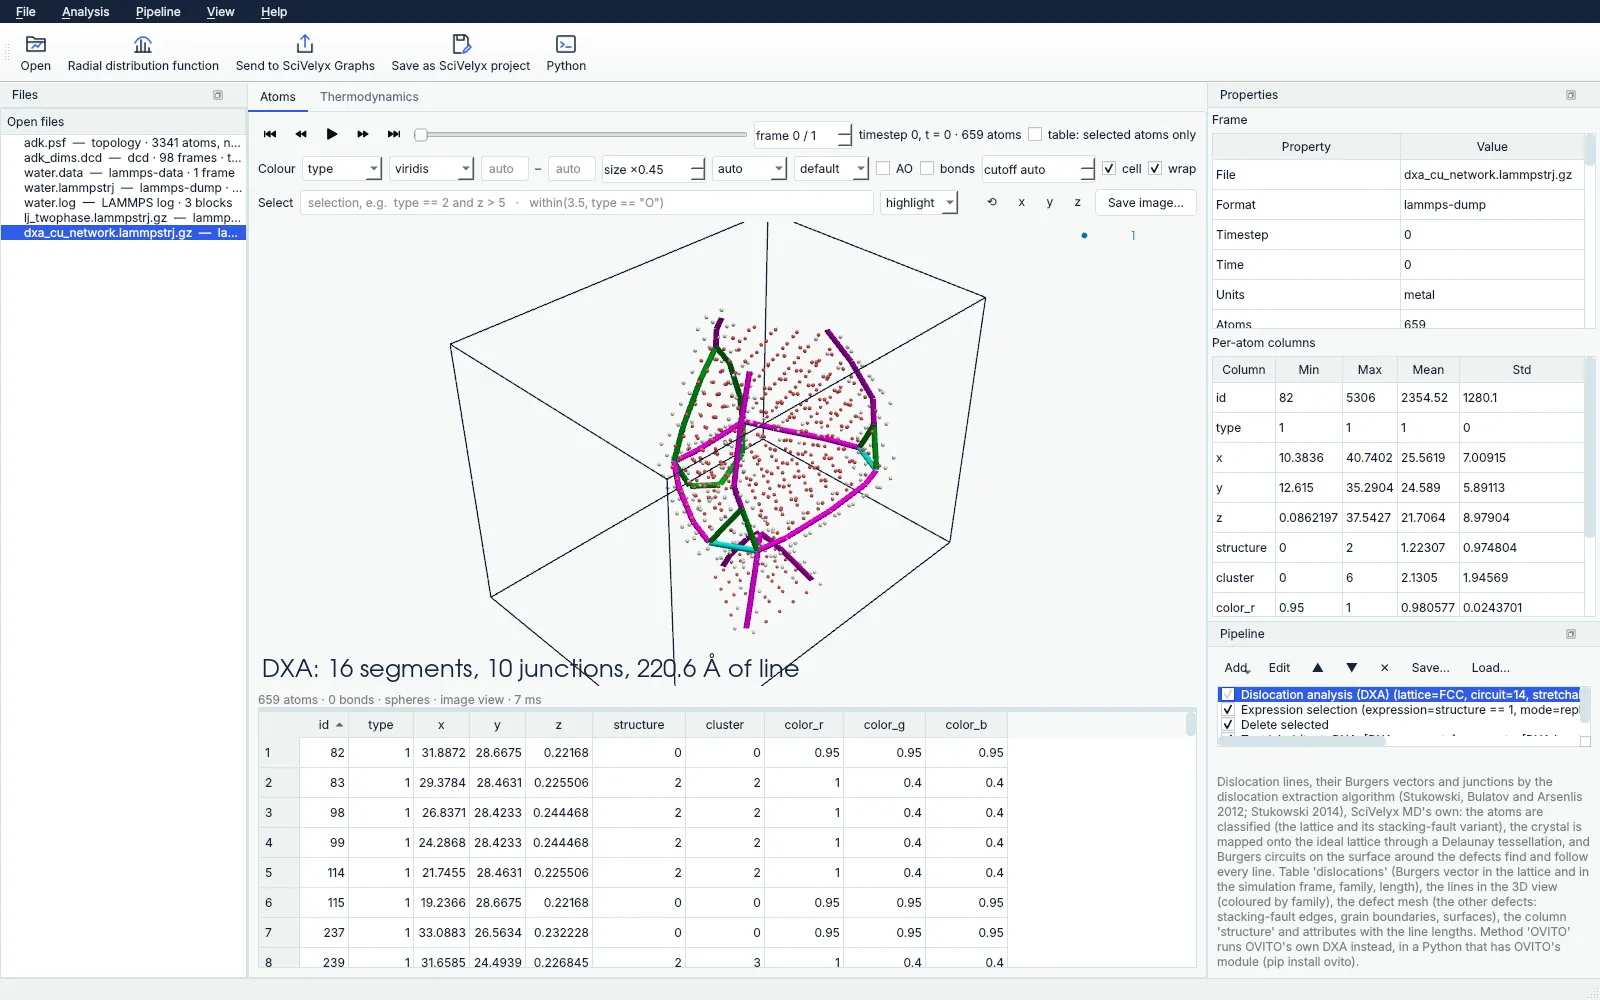 File Analysis Pipeline View Help
Open Radial distribution function Send to SciVelyx Graphs Save as SciVelyx project Python
Files
Open files
adk.psf — topology · 3341 atoms, n...
adk_dims.dcd — dcd · 98 frames · t...
water.data — lammps-data · 1 frame
water.lammpstrj — lammps-dump · ...
water.log — LAMMPS log · 3 blocks
lj_twophase.lammpstrj.gz — lammp...
dxa_cu_network.lammpstrj.gz — la...
Atoms Thermodynamics
frame 0 / 1 timestep 0, t = 0 · 659 atoms table: selected atoms only
Colour type viridis auto – auto size ×0.45 auto default AO bonds cutoff auto cell wrap
Select selection, e.g. type == 2 and z > 5 · within(3.5, type == "O") highlight x y z Save image...
1
DXA: 16 segments, 10 junctions, 220.6 Å of line
659 atoms · 0 bonds · spheres · image view · 7 ms
id type x y z structure cluster color_r color_g color_b
1 82 1 31.8872 28.6675 0.22168 0 0 0.95 0.95 0.95
2 83 1 29.3784 28.4631 0.225506 2 2 1 0.4 0.4
3 98 1 26.8371 28.4233 0.244468 2 2 1 0.4 0.4
4 99 1 24.2868 28.4233 0.244468 2 2 1 0.4 0.4
5 114 1 21.7455 28.4631 0.225506 2 2 1 0.4 0.4
6 115 1 19.2366 28.6675 0.22168 0 0 0.95 0.95 0.95
7 237 1 33.0883 26.5634 0.232228 0 0 0.95 0.95 0.95
8 239 1 31.6585 24.4939 0.226845 2 3 1 0.4 0.4
Properties
Frame
Property Value
File dxa_cu_network.lammpstrj.gz
Format lammps-dump
Timestep 0
Time 0
Units metal
Atoms 659
Per-atom columns
Column Min Max Mean Std
id 82 5306 2354.52 1280.1
type 1 1 1 0
x 10.3836 40.7402 25.5619 7.00915
y 12.615 35.2904 24.589 5.89113
z 0.0862197 37.5427 21.7064 8.97904
structure 0 2 1.22307 0.974804
cluster 0 6 2.1305 1.94569
color_r 0.95 1 0.980577 0.0243701
Pipeline
Add Edit Save... Load...
Dislocation analysis (DXA) (lattice=FCC, circuit=14, stretcha
Expression selection (expression=structure == 1, mode=repl
Delete selected
Dislocation lines, their Burgers vectors and junctions by the
dislocation extraction algorithm (Stukowski, Bulatov and Arsenlis
2012; Stukowski 2014), SciVelyx MD's own: the atoms are
classified (the lattice and its stacking-fault variant), the crystal is
mapped onto the ideal lattice through a Delaunay tessellation, and
Burgers circuits on the surface around the defects find and follow
every line. Table 'dislocations' (Burgers vector in the lattice and in
the simulation frame, family, length), the lines in the 3D view
(coloured by family), the defect mesh (the other defects:
stacking-fault edges, grain boundaries, surfaces), the column
'structure' and attributes with the line lengths. Method 'OVITO'
runs OVITO's own DXA instead, in a Python that has OVITO's
module (pip install ovito).